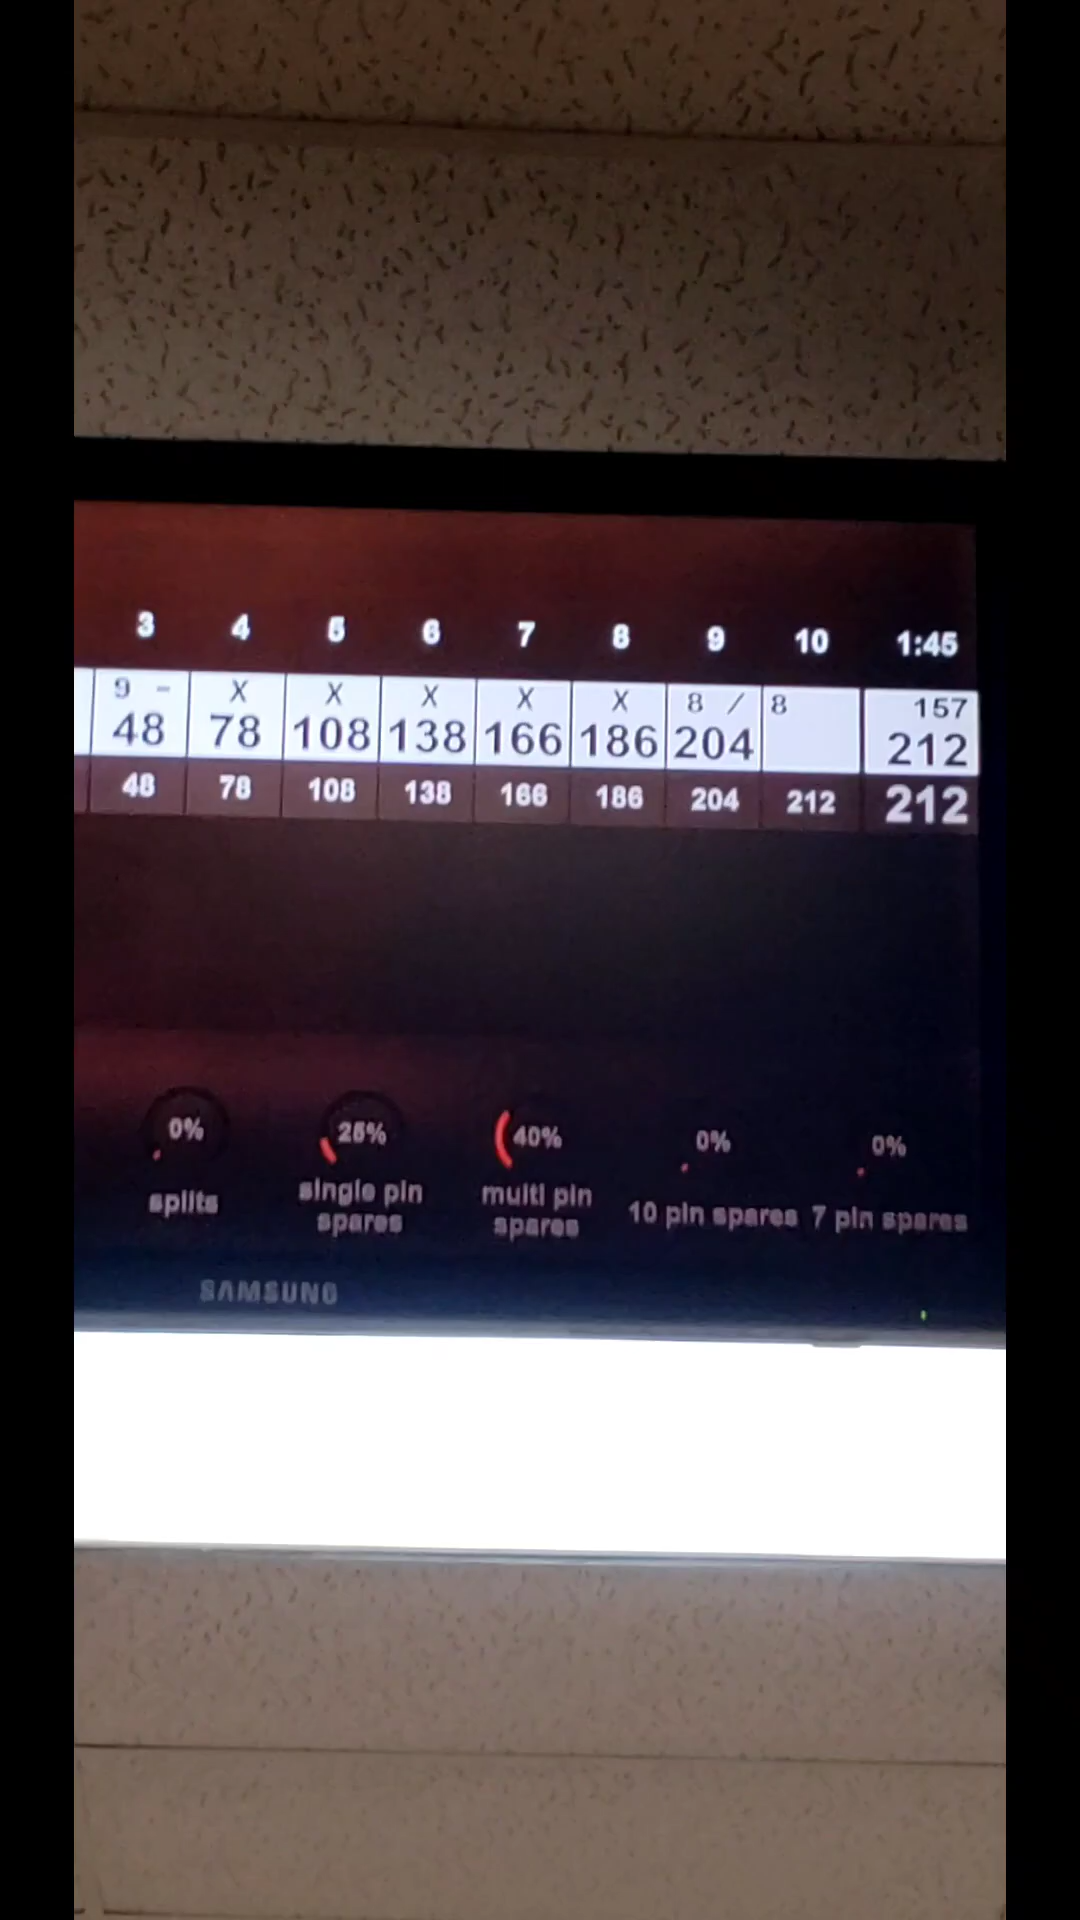 3 4 5 6 7 8 9 10 1:45
9 - X X X X X 8 / 8 157
48 78 108 138 166 186 204 212
48 78 108 138 166 186 204 212 212
0% 25% 40% 0% 0%
splits single pin multi pin 10 pin spares 7 pin spares
spares spares
SAMSUNG